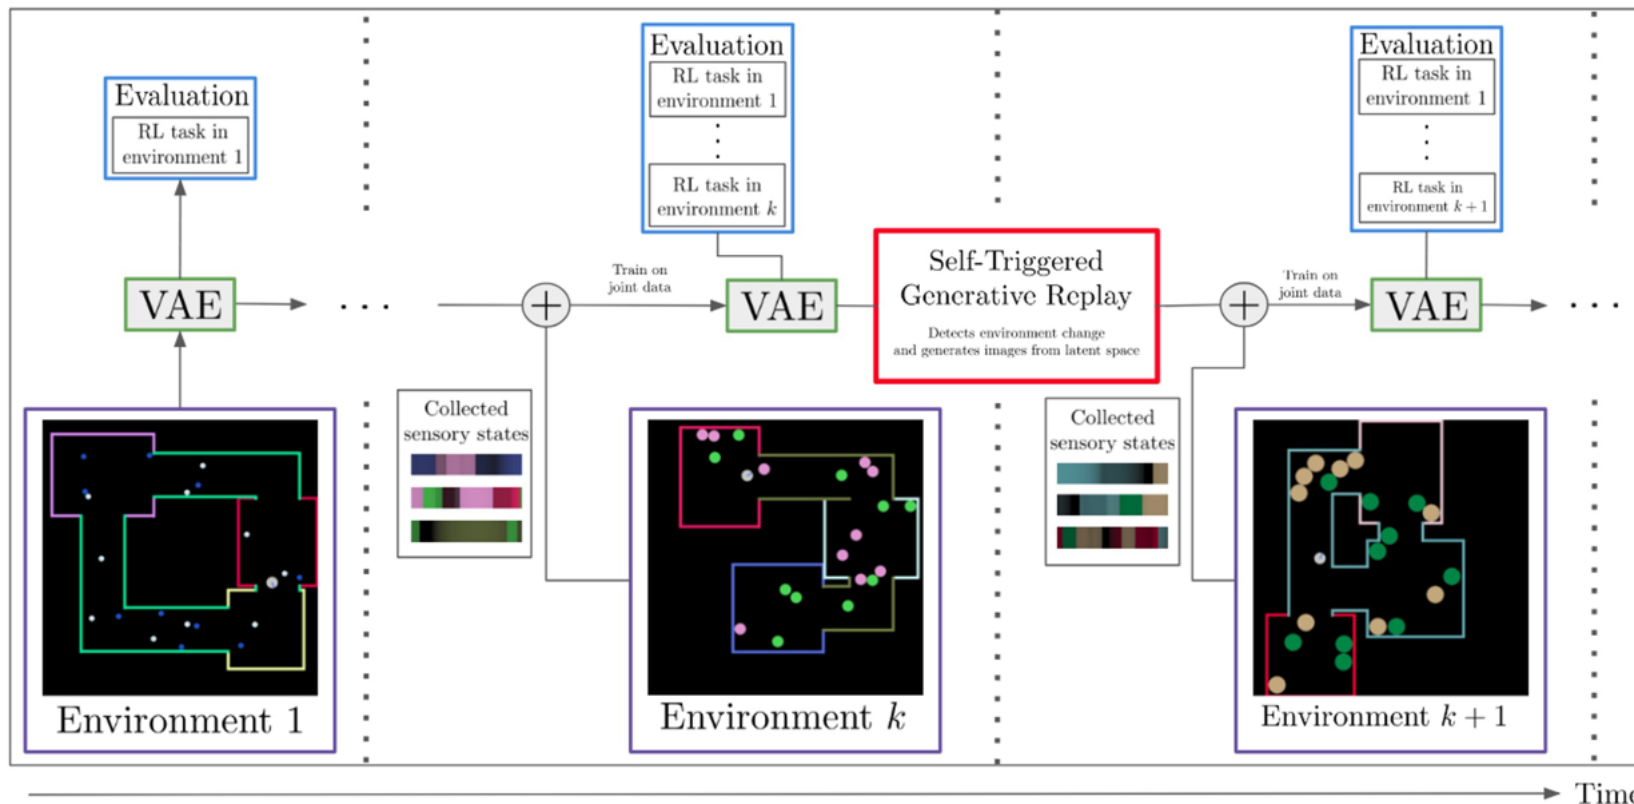 Evaluation
RL task in
environment 1
VAE
Environment 1
. . .
Evaluation
RL task in
environment 1
RL task in
environment k
+
Train on
joint data
VAE
Collected
sensory states
Environment k
Self-Triggered
Generative Replay
Detects environment change
and generates images from latent space
Evaluation
RL task in
environment 1
RL task in
environment k + 1
+
Train on
joint data
VAE
. . .
Collected
sensory states
Environment k + 1
Time